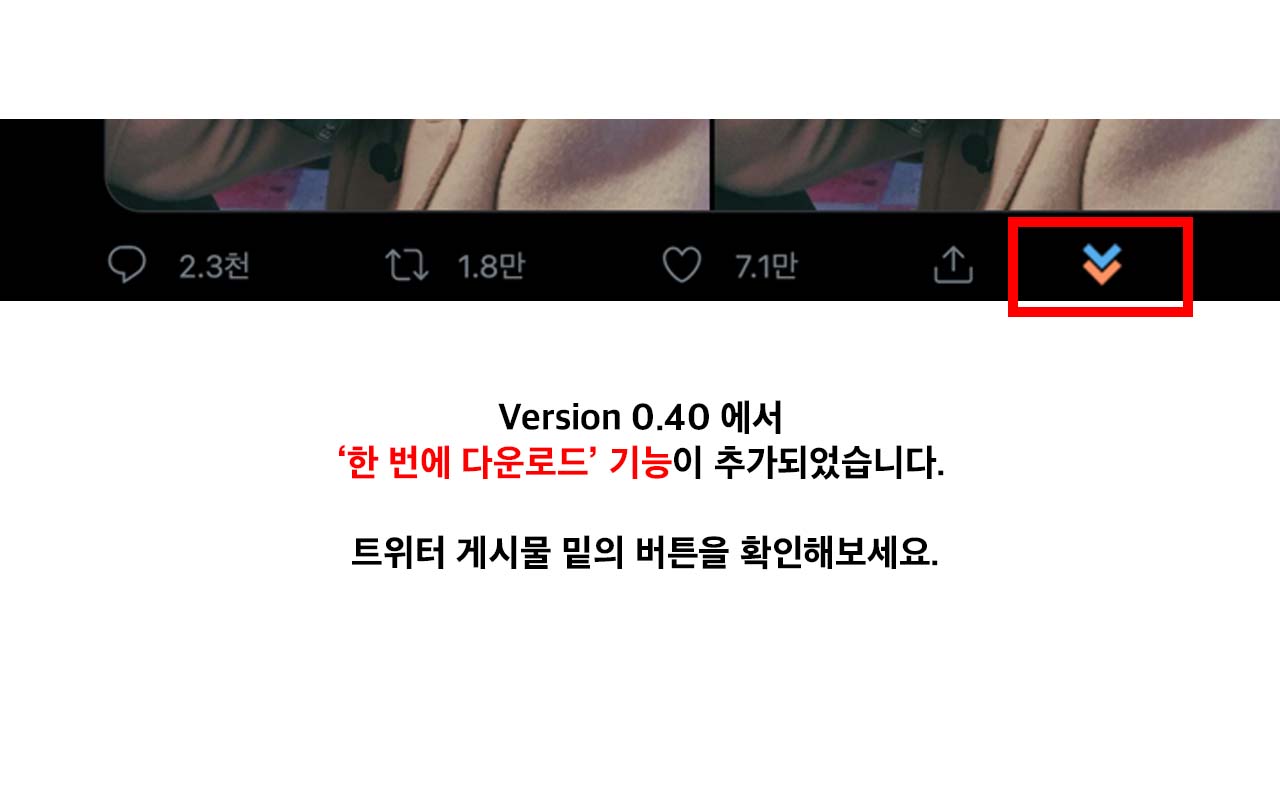 2.3천 1.8만 7.1만
Version 0.40 에서
‘한 번에 다운로드’ 기능이 추가되었습니다.
트위터 게시물 밑의 버튼을 확인해보세요.